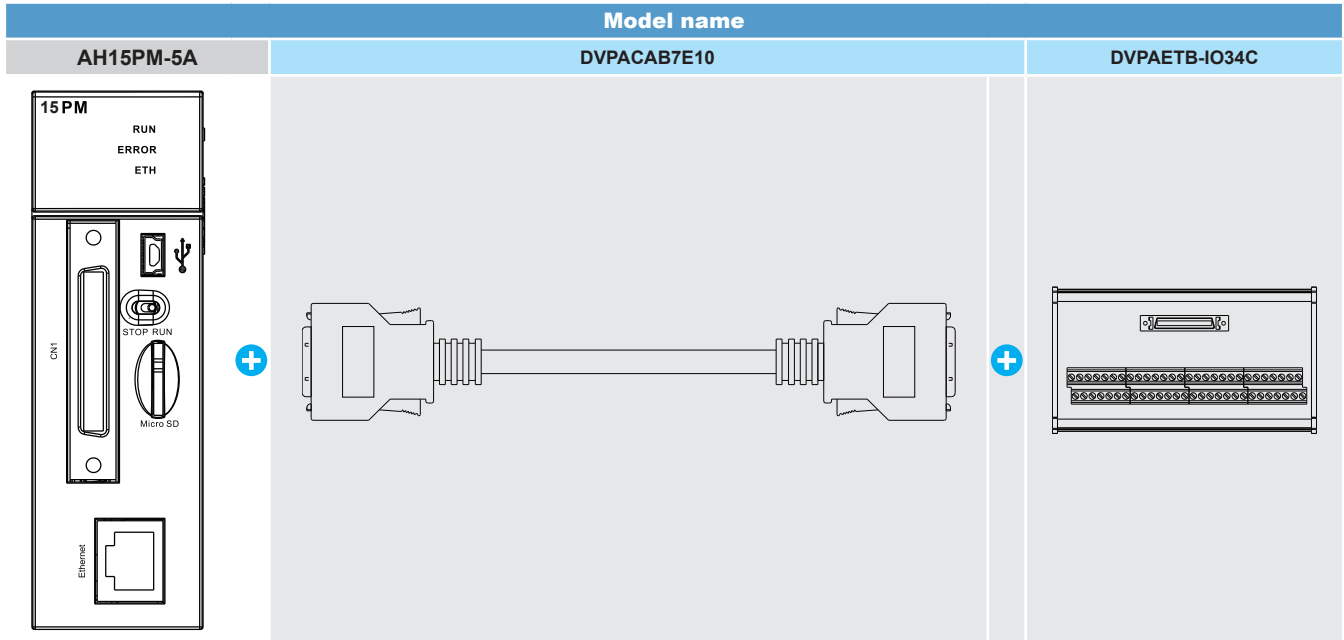 Model name
AH15PM-5A
DVPACAB7E10
DVPAETB-IO34C
15PM
RUN
ERROR
ETH
CN1
STOP RUN
Micro SD
Ethernet